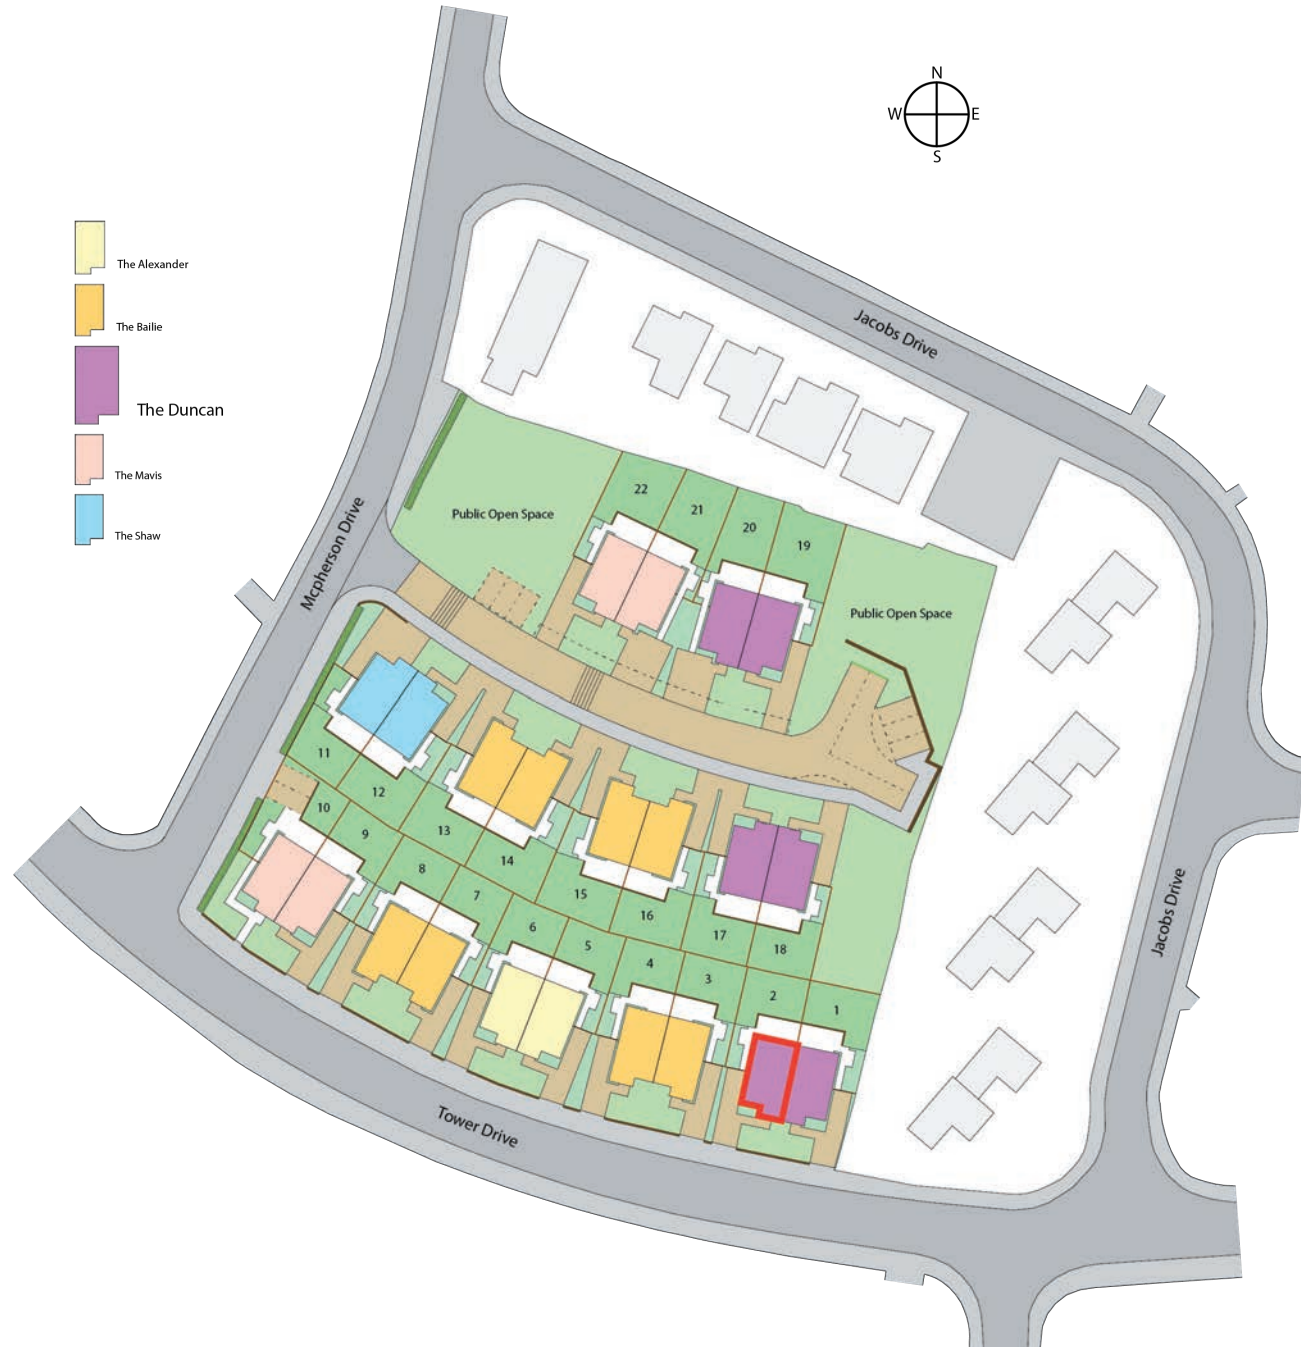 N
W E
S
The Alexander
The Bailie
The Duncan
The Mavis
The Shaw
Jacobs Drive
Mcpherson Drive
Public Open Space
22
21
20
19
Public Open Space
11
12
13
14
15
16
17
18
10
9
8
7
6
5
4
3
2
1
Jacobs Drive
Tower Drive